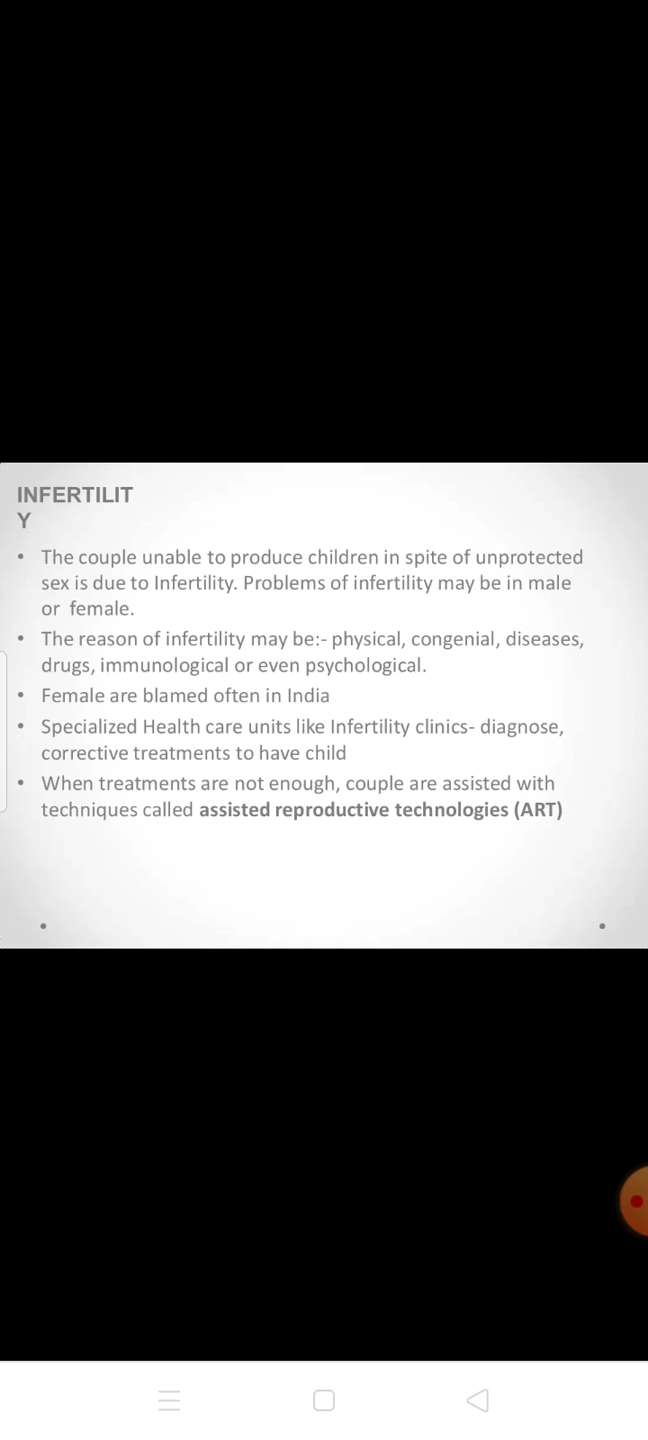 INFERTILIT
Y
• The couple unable to produce children in spite of unprotected
sex is due to Infertility. Problems of infertility may be in male
or female.
• The reason of infertility may be:- physical, congenial, diseases,
drugs, immunological or even psychological.
• Female are blamed often in India
• Specialized Health care units like Infertility clinics- diagnose,
corrective treatments to have child
• When treatments are not enough, couple are assisted with
techniques called assisted reproductive technologies (ART)